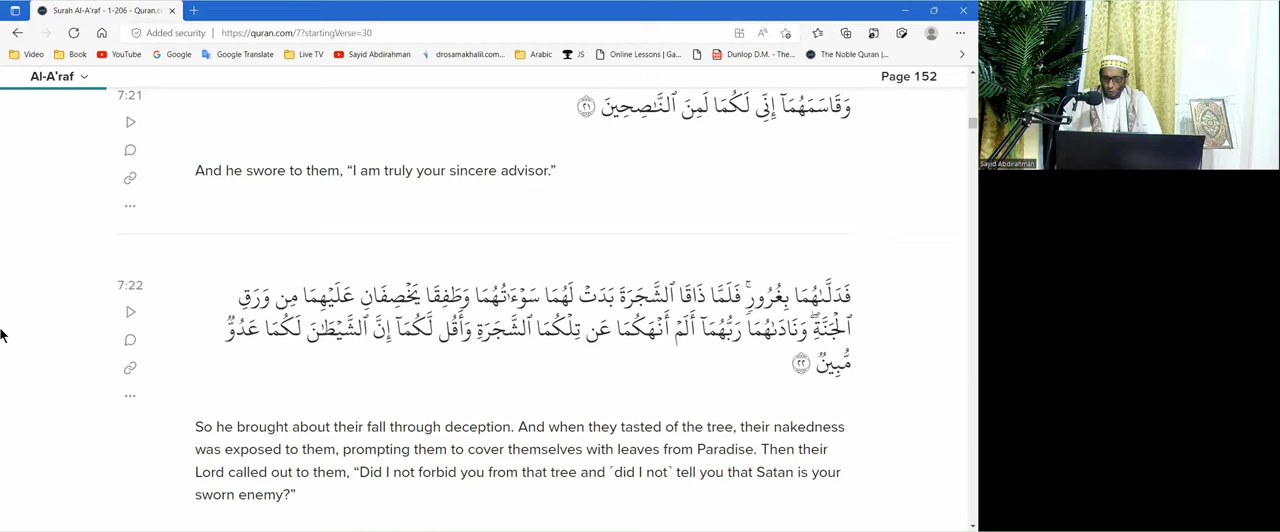 Surah Al-A'raf - 1-206 - Quran.co
Added security
https://quran.com/7?startingVerse=30
Video
Book
YouTube
Google
Google Translate
Live TV
Sayid Abdirahman
drosamakhalil.com...
Arabic
JS
Online Lessons | Ga...
Dunlop D.M. - The...
The Noble Quran |...
Al-A'raf
Page 152
7:21
وَقَاسَمَهُمَآ إِنِّى لَكُمَا لَمِنَ ٱلنَّـٰصِحِينَ ٢١
And he swore to them, “I am truly your sincere advisor.”
7:22
فَدَلَّىٰهُمَا بِغُرُورٍۢ ۚ فَلَمَّا ذَاقَا ٱلشَّجَرَةَ بَدَتْ لَهُمَا سَوْءَٰتُهُمَا وَطَفِقَا يَخْصِفَانِ عَلَيْهِمَا مِن وَرَقِ
ٱلْجَنَّةِ ۖ وَنَادَىٰهُمَا رَبُّهُمَآ أَلَمْ أَنْهَكُمَا عَن تِلْكُمَا ٱلشَّجَرَةِ وَأَقُل لَّكُمَآ إِنَّ ٱلشَّيْطَـٰنَ لَكُمَا عَدُوٌّۭ
مُّبِينٌۭ ٢٢
So he brought about their fall through deception. And when they tasted of the tree, their nakedness
was exposed to them, prompting them to cover themselves with leaves from Paradise. Then their
Lord called out to them, “Did I not forbid you from that tree and ˹did I not˺ tell you that Satan is your
sworn enemy?”
Sayid Abdirahman